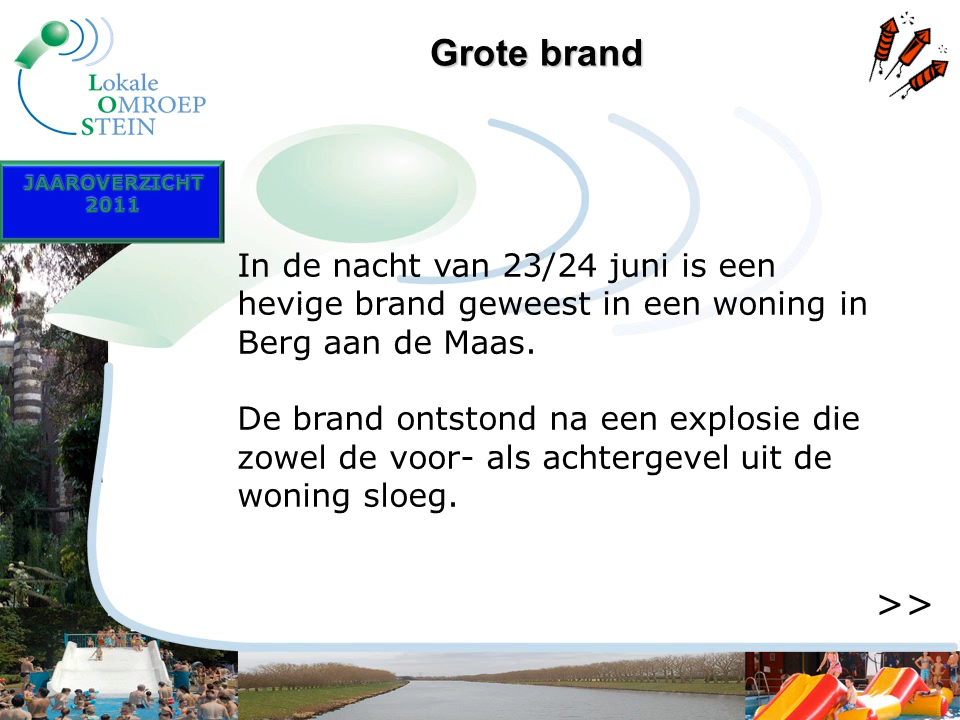 Grote brand
Lokale
OMROEP
STEIN
JAAROVERZICHT
2011
In de nacht van 23/24 juni is een
hevige brand geweest in een woning in
Berg aan de Maas.
De brand ontstond na een explosie die
zowel de voor- als achtergevel uit de
woning sloeg.
>>